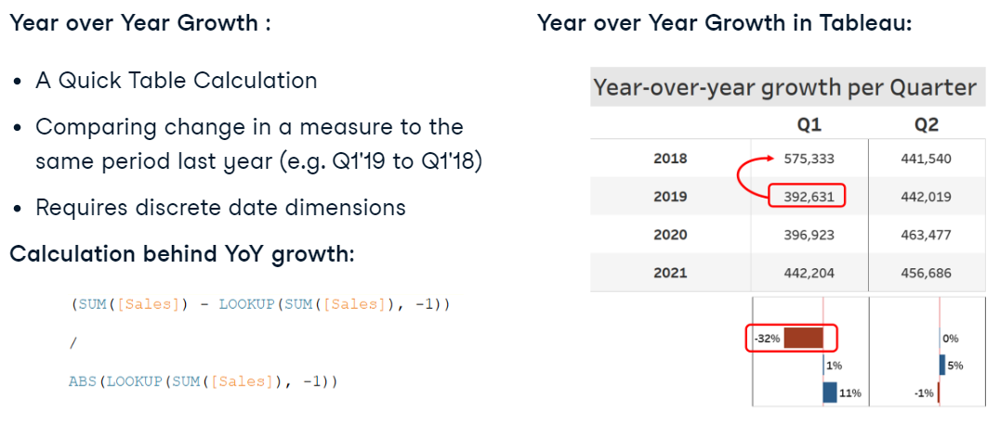 Year over Year Growth :
• A Quick Table Calculation
• Comparing change in a measure to the
same period last year (e.g. Q1'19 to Q1'18)
• Requires discrete date dimensions
Calculation behind YoY growth:
(SUM([Sales]) - LOOKUP(SUM([Sales]), -1))
/
ABS(LOOKUP(SUM([Sales]), -1))
Year over Year Growth in Tableau:
Year-over-year growth per Quarter
Q1 Q2
2018 575,333 441,540
2019 392,631 442,019
2020 396,923 463,477
2021 442,204 456,686
-32% 0%
1% 5%
11% -1%